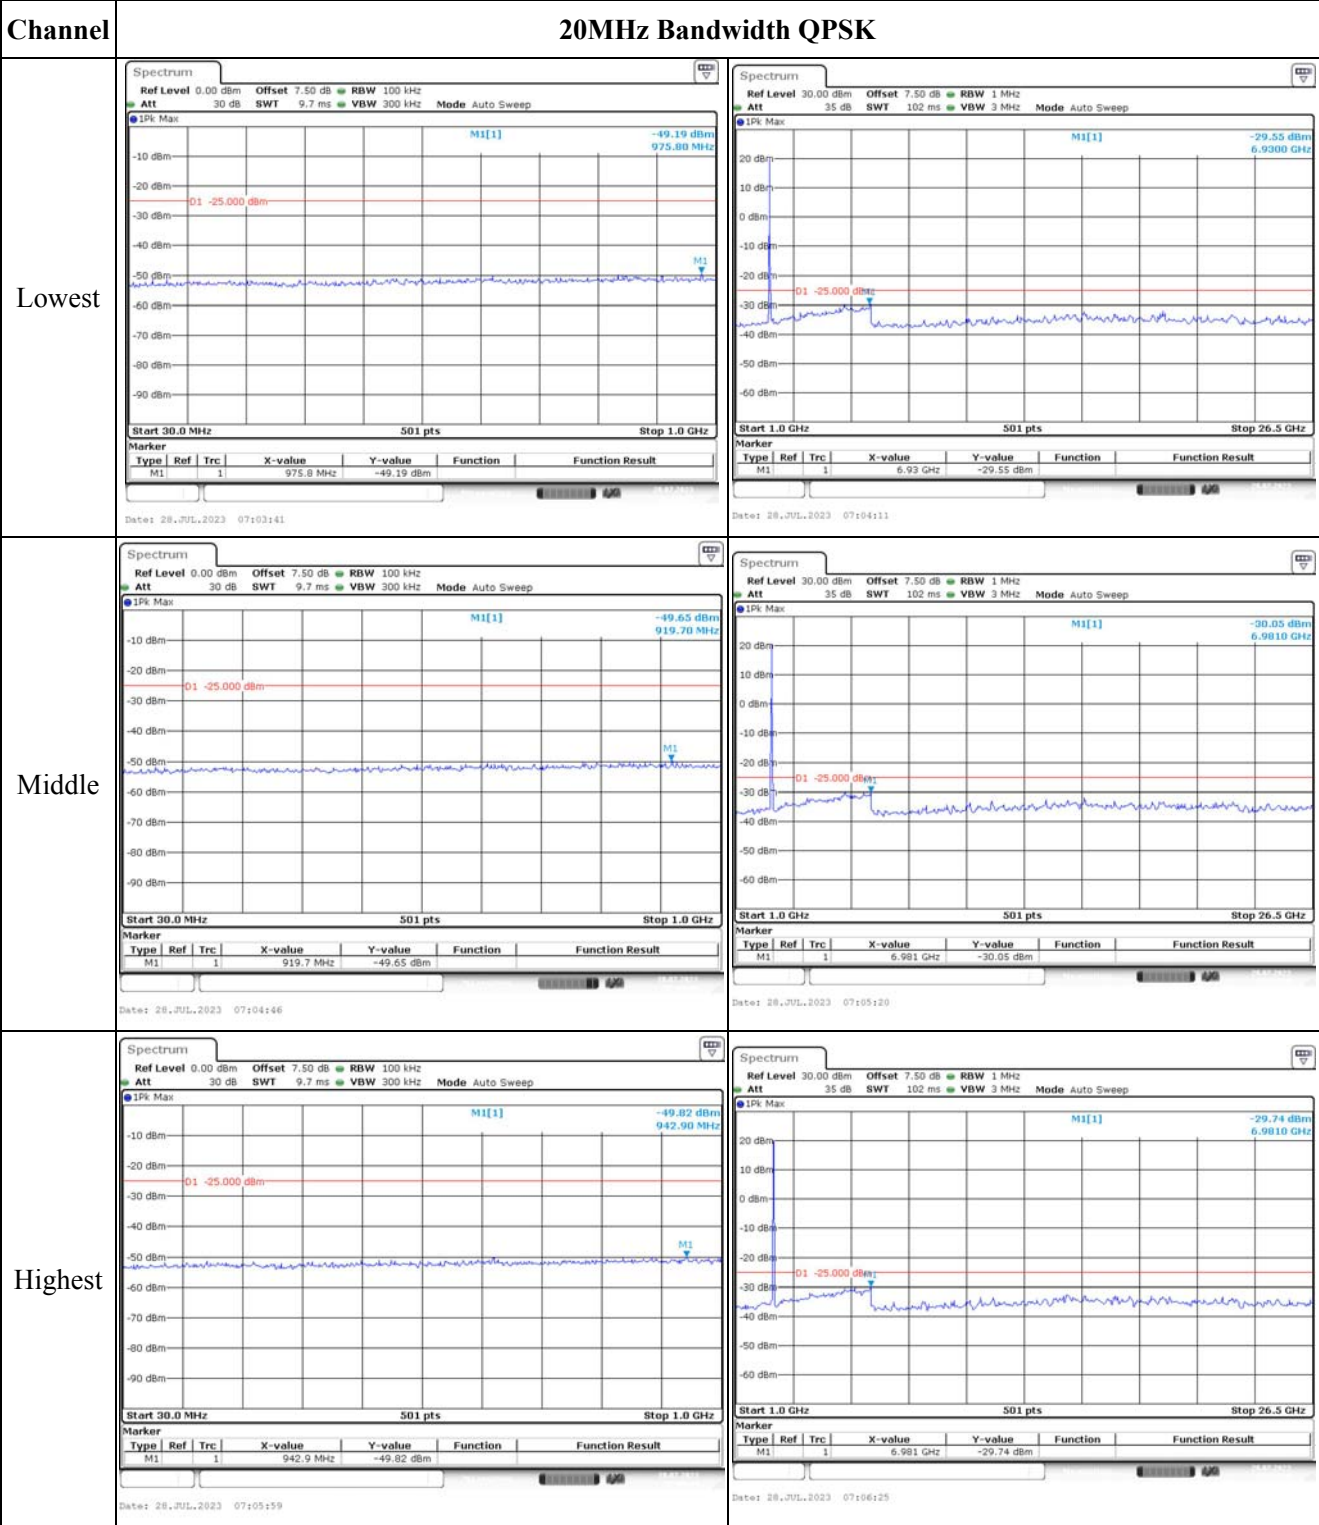 Channel
20MHz Bandwidth QPSK
Lowest
Spectrum
Ref Level 0.00 dBm Offset 7.50 dB RBW 100 kHz
Att 30 dB SWT 9.7 ms VBW 300 kHz Mode Auto Sweep
1Pk Max
M1[1] -49.19 dBm
975.80 MHz
-10 dBm
-20 dBm
D1 -25.000 dBm
-30 dBm
-40 dBm
M1
-50 dBm
-60 dBm
-70 dBm
-80 dBm
-90 dBm
Start 30.0 MHz 501 pts Stop 1.0 GHz
Marker
Type Ref Trc X-value Y-value Function Function Result
M1 1 975.8 MHz -49.19 dBm
Date: 28.JUL.2023 07:03:41
Spectrum
Ref Level 30.00 dBm Offset 7.50 dB RBW 1 MHz
Att 35 dB SWT 102 ms VBW 3 MHz Mode Auto Sweep
1Pk Max
M1[1] -29.55 dBm
6.9300 GHz
20 dBm
10 dBm
0 dBm
-10 dBm
-20 dBm
D1 -25.000 dBm
-30 dBm
-40 dBm
-50 dBm
-60 dBm
Start 1.0 GHz 501 pts Stop 26.5 GHz
Marker
Type Ref Trc X-value Y-value Function Function Result
M1 1 6.93 GHz -29.55 dBm
Date: 28.JUL.2023 07:04:11
Middle
Spectrum
Ref Level 0.00 dBm Offset 7.50 dB RBW 100 kHz
Att 30 dB SWT 9.7 ms VBW 300 kHz Mode Auto Sweep
1Pk Max
M1[1] -49.65 dBm
919.70 MHz
-10 dBm
-20 dBm
D1 -25.000 dBm
-30 dBm
-40 dBm
M1
-50 dBm
-60 dBm
-70 dBm
-80 dBm
-90 dBm
Start 30.0 MHz 501 pts Stop 1.0 GHz
Marker
Type Ref Trc X-value Y-value Function Function Result
M1 1 919.7 MHz -49.65 dBm
Date: 28.JUL.2023 07:04:46
Spectrum
Ref Level 30.00 dBm Offset 7.50 dB RBW 1 MHz
Att 35 dB SWT 102 ms VBW 3 MHz Mode Auto Sweep
1Pk Max
M1[1] -30.05 dBm
6.9810 GHz
20 dBm
10 dBm
0 dBm
-10 dBm
-20 dBm
D1 -25.000 dBm
-30 dBm
-40 dBm
-50 dBm
-60 dBm
Start 1.0 GHz 501 pts Stop 26.5 GHz
Marker
Type Ref Trc X-value Y-value Function Function Result
M1 1 6.981 GHz -30.05 dBm
Date: 28.JUL.2023 07:05:20
Highest
Spectrum
Ref Level 0.00 dBm Offset 7.50 dB RBW 100 kHz
Att 30 dB SWT 9.7 ms VBW 300 kHz Mode Auto Sweep
1Pk Max
M1[1] -49.82 dBm
942.90 MHz
-10 dBm
-20 dBm
D1 -25.000 dBm
-30 dBm
-40 dBm
M1
-50 dBm
-60 dBm
-70 dBm
-80 dBm
-90 dBm
Start 30.0 MHz 501 pts Stop 1.0 GHz
Marker
Type Ref Trc X-value Y-value Function Function Result
M1 1 942.9 MHz -49.82 dBm
Date: 28.JUL.2023 07:05:59
Spectrum
Ref Level 30.00 dBm Offset 7.50 dB RBW 1 MHz
Att 35 dB SWT 102 ms VBW 3 MHz Mode Auto Sweep
1Pk Max
M1[1] -29.74 dBm
6.9810 GHz
20 dBm
10 dBm
0 dBm
-10 dBm
-20 dBm
D1 -25.000 dBm
-30 dBm
-40 dBm
-50 dBm
-60 dBm
Start 1.0 GHz 501 pts Stop 26.5 GHz
Marker
Type Ref Trc X-value Y-value Function Function Result
M1 1 6.981 GHz -29.74 dBm
Date: 28.JUL.2023 07:06:25